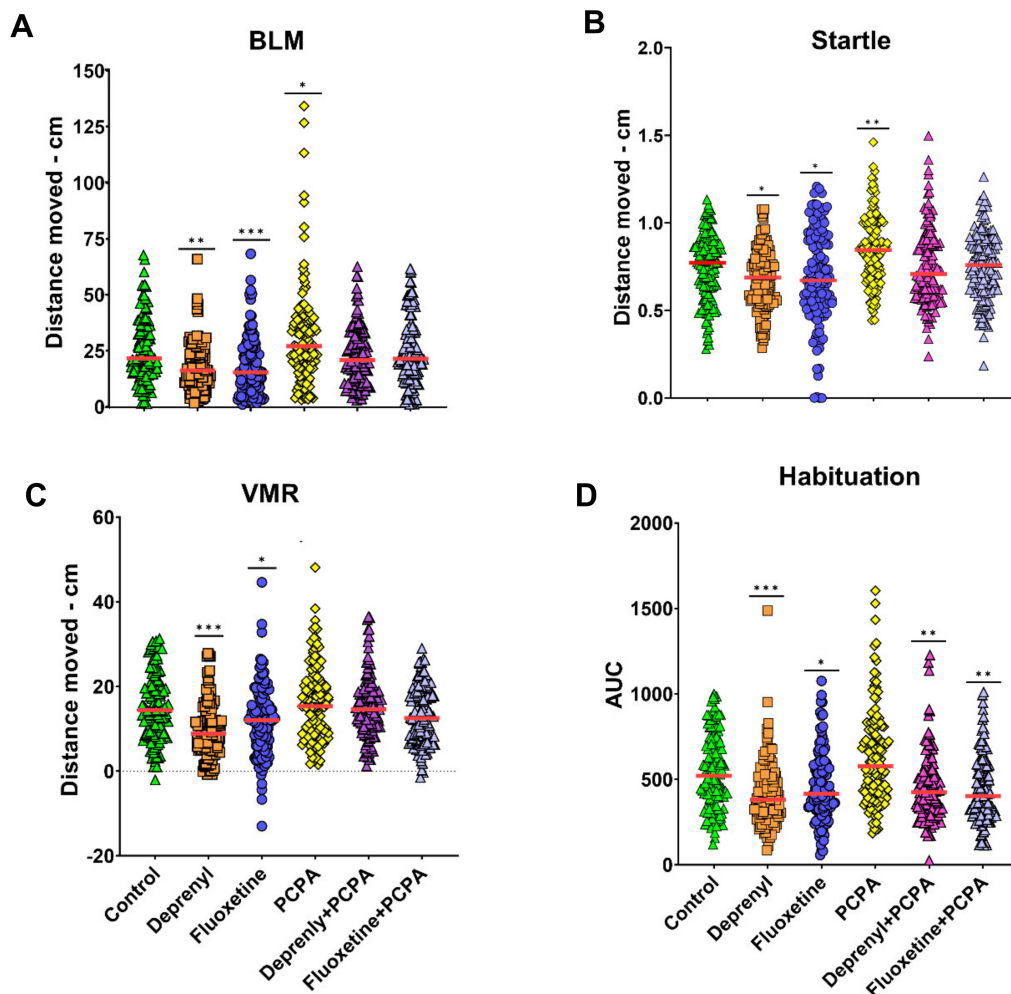 A
BLM
Distance moved - cm
150
125
100
75
50
25
0
**
***
*
B
Startle
Distance moved - cm
2.0
1.5
1.0
0.5
0.0
*
*
**
C
VMR
Distance moved - cm
60
40
20
0
-20
***
*
Control
Deprenyl
Fluoxetine
PCPA
Deprenly+PCPA
Fluoxetine+PCPA
D
Habituation
AUC
2000
1500
1000
500
0
***
*
**
**
Control
Deprenyl
Fluoxetine
PCPA
Deprenyl+PCPA
Fluoxetine+PCPA